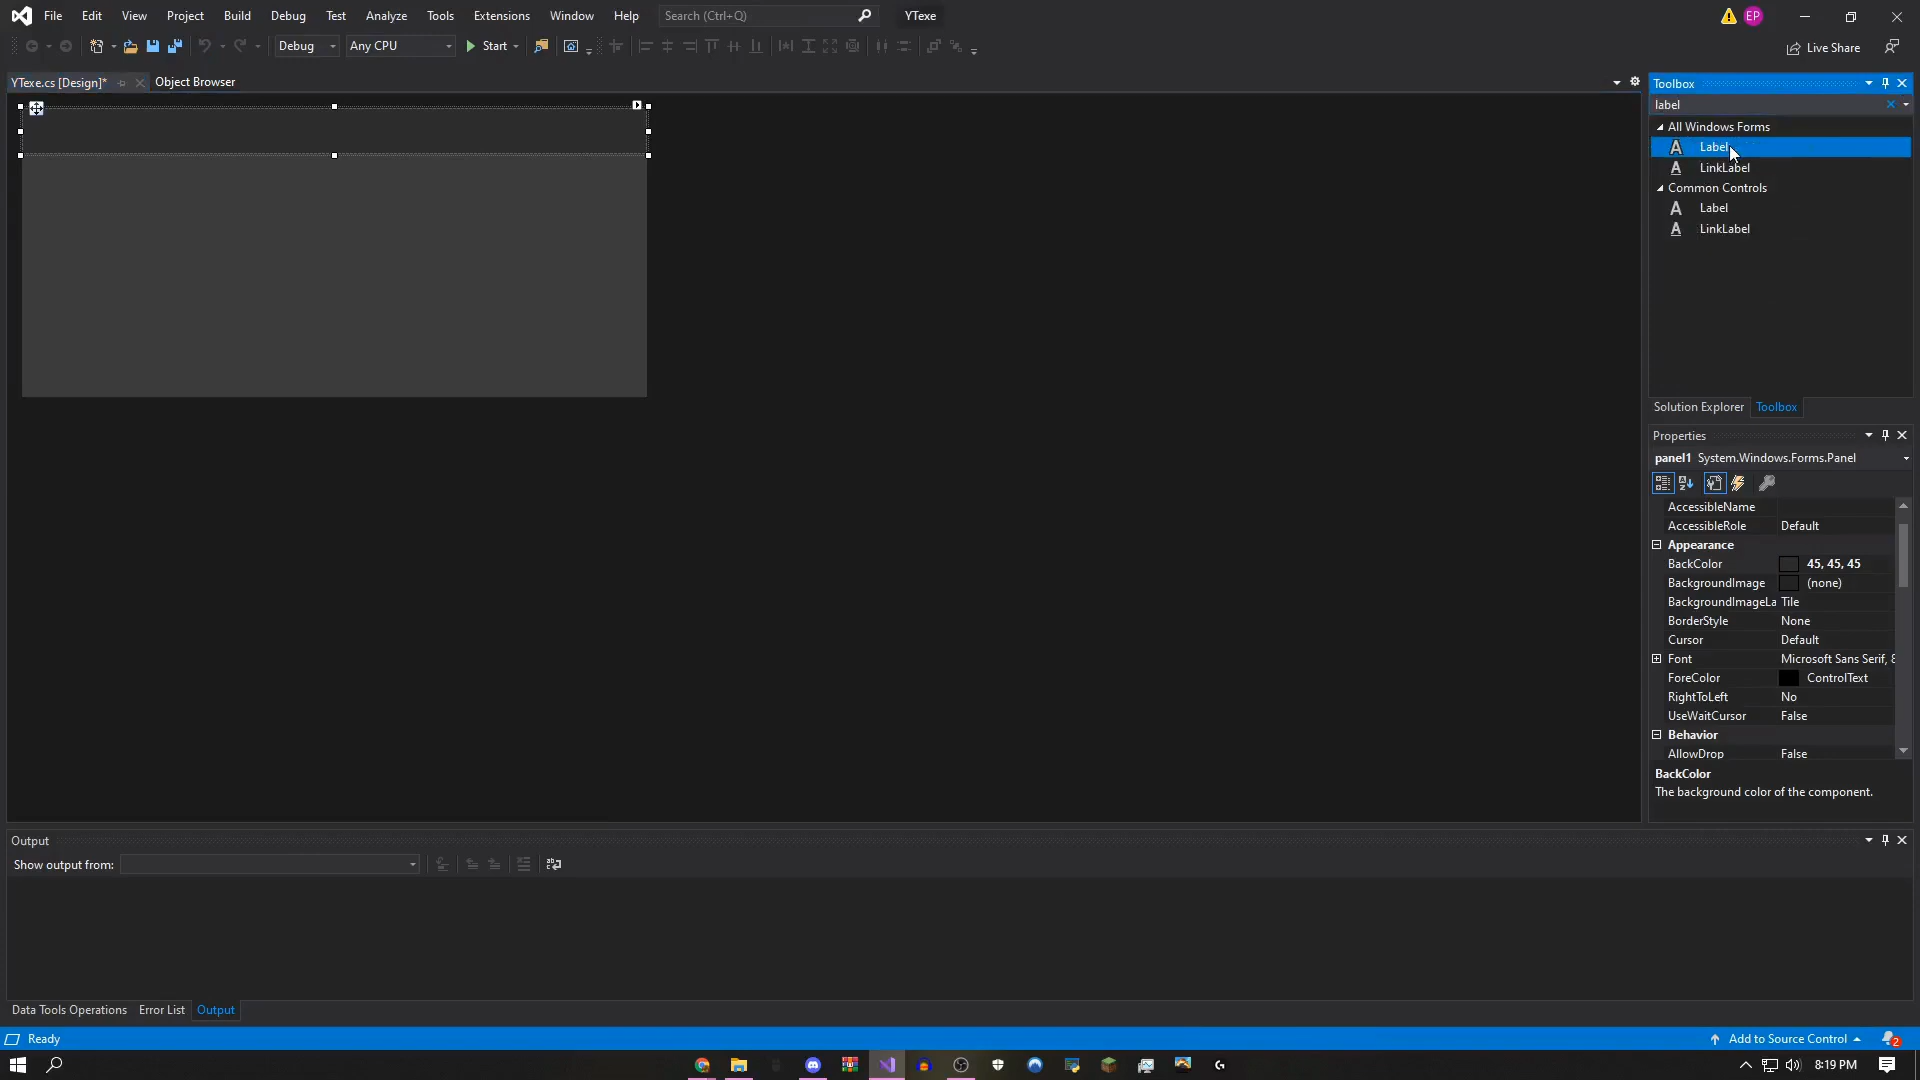 File Edit View Project Build Debug Test Analyze Tools Extensions Window Help Search (Ctrl+Q) YTexe EP
Debug Any CPU Start Live Share
YTexe.cs [Design]* Object Browser
Toolbox
label
All Windows Forms
A Label
A LinkLabel
Common Controls
A Label
A LinkLabel
Solution Explorer Toolbox
Properties
panel1 System.Windows.Forms.Panel
AccessibleName
AccessibleRole Default
Appearance
BackColor 45, 45, 45
BackgroundImage (none)
BackgroundImageLa Tile
BorderStyle None
Cursor Default
Font Microsoft Sans Serif, 8
ForeColor ControlText
RightToLeft No
UseWaitCursor False
Behavior
AllowDrop False
BackColor
The background color of the component.
Output
Show output from:
Data Tools Operations Error List Output
Ready Add to Source Control 2
8:19 PM